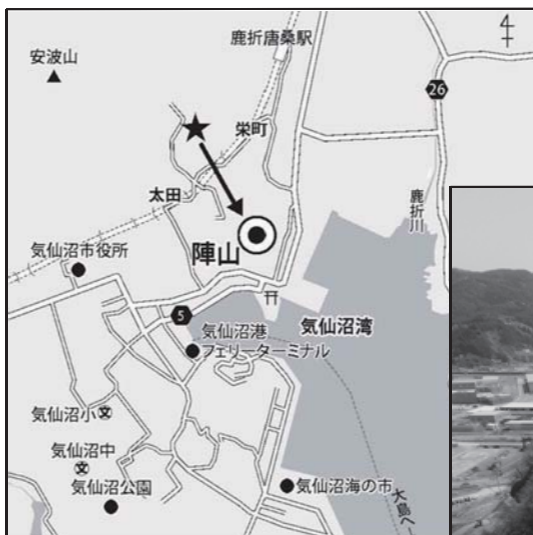 4
鹿折唐桑駅
安波山
26
栄町
太田
鹿折川
陣山
気仙沼市役所
5
気仙沼湾
気仙沼港
フェリーターミナル
気仙沼小
文
気仙沼中
文
気仙沼公園
気仙沼海の市
大島へ